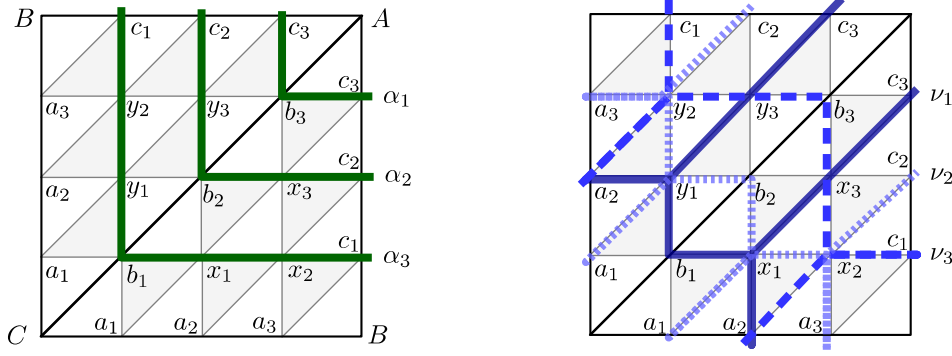 B A
c₁ c₂ c₃
c₃ α₁
a₃ y₂ y₃ b₃
c₂ α₂
a₂ y₁ b₂ x₃
c₁ α₃
a₁ b₁ x₁ x₂
a₁ a₂ a₃
C B
c₁ c₂ c₃
c₃ ν₁
a₃ y₂ y₃ b₃
c₂ ν₂
a₂ y₁ b₂ x₃
c₁ ν₃
a₁ b₁ x₁ x₂
a₁ a₂ a₃